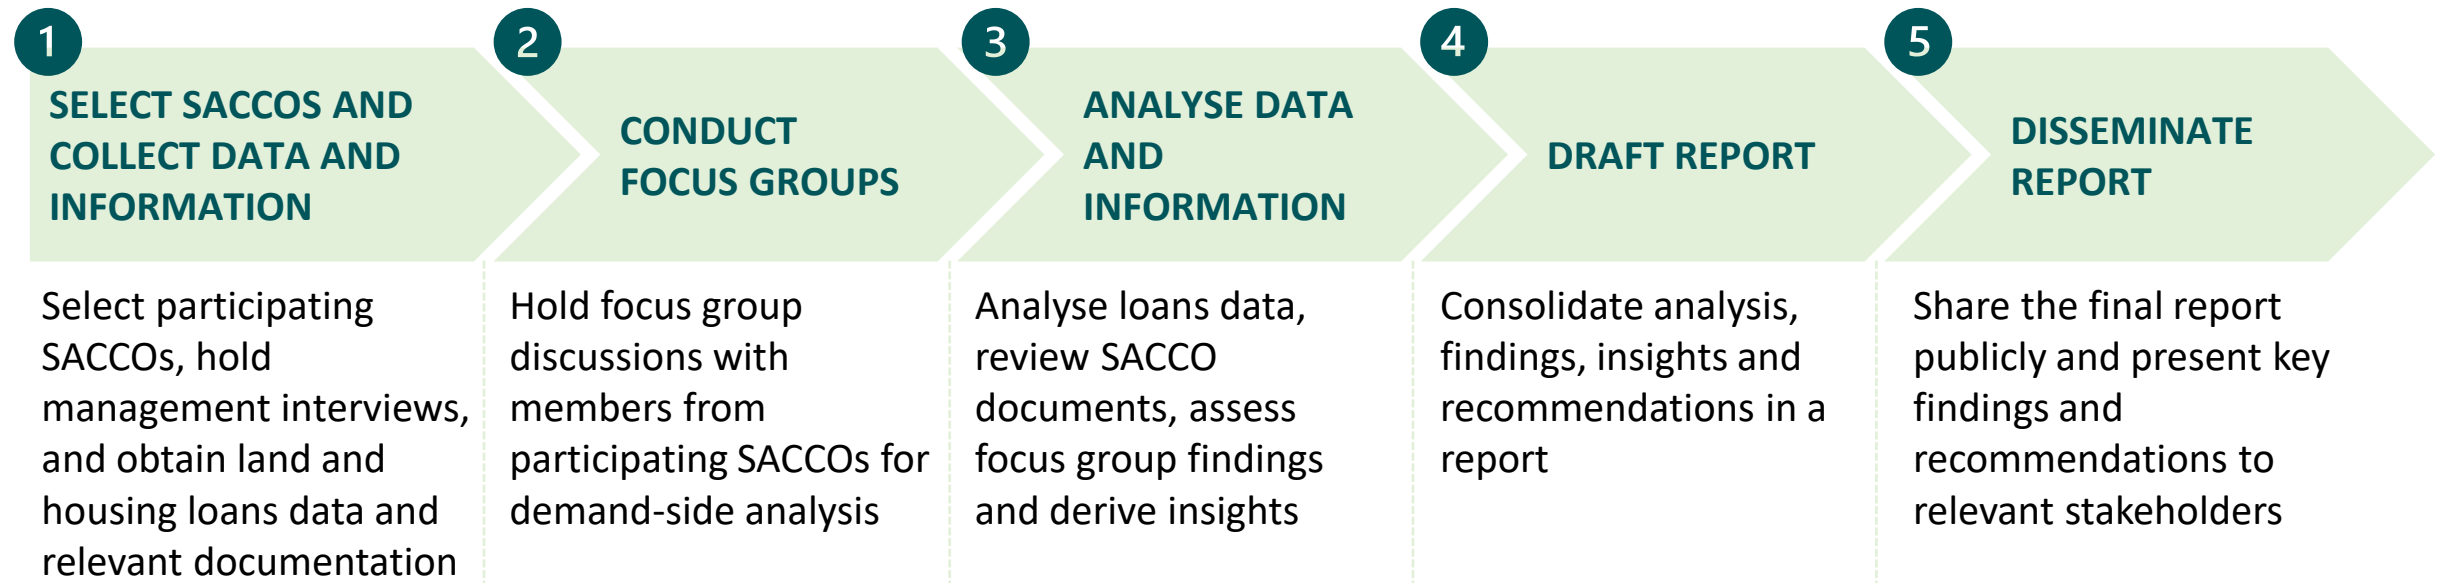 1
SELECT SACCOS AND
COLLECT DATA AND
INFORMATION
Select participating
SACCOs, hold
management interviews,
and obtain land and
housing loans data and
relevant documentation
2
CONDUCT
FOCUS GROUPS
Hold focus group
discussions with
members from
participating SACCOs for
demand-side analysis
3
ANALYSE DATA
AND
INFORMATION
Analyse loans data,
review SACCO
documents, assess
focus group findings
and derive insights
4
DRAFT REPORT
Consolidate analysis,
findings, insights and
recommendations in a
report
5
DISSEMINATE
REPORT
Share the final report
publicly and present key
findings and
recommendations to
relevant stakeholders